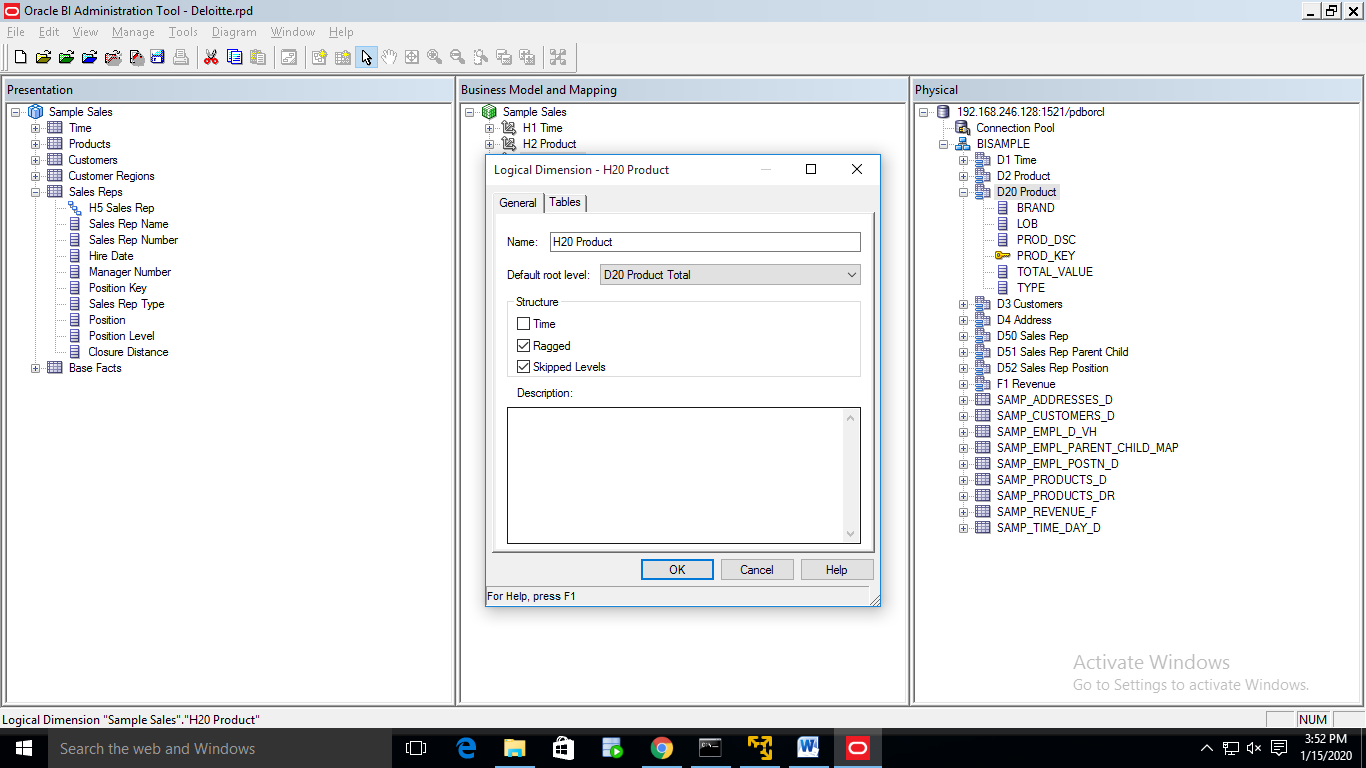 Oracle BI Administration Tool - Deloitte.rpd
File Edit View Manage Tools Diagram Window Help
Presentation
Sample Sales
Time
Products
Customers
Customer Regions
Sales Reps
H5 Sales Rep
Sales Rep Name
Sales Rep Number
Hire Date
Manager Number
Position Key
Sales Rep Type
Position
Position Level
Closure Distance
Base Facts
Business Model and Mapping
Sample Sales
H1 Time
H2 Product
Logical Dimension - H20 Product
General Tables
Name: H20 Product
Default root level: D20 Product Total
Structure
Time
Ragged
Skipped Levels
Description:
OK Cancel Help
For Help, press F1
Physical
192.168.246.128:1521/pdborcl
Connection Pool
BISAMPLE
D1 Time
D2 Product
D20 Product
BRAND
LOB
PROD_DSC
PROD_KEY
TOTAL_VALUE
TYPE
D3 Customers
D4 Address
D50 Sales Rep
D51 Sales Rep Parent Child
D52 Sales Rep Position
F1 Revenue
SAMP_ADDRESSES_D
SAMP_CUSTOMERS_D
SAMP_EMPL_D_VH
SAMP_EMPL_PARENT_CHILD_MAP
SAMP_EMPL_POSTN_D
SAMP_PRODUCTS_D
SAMP_PRODUCTS_DR
SAMP_REVENUE_F
SAMP_TIME_DAY_D
Activate Windows
Go to Settings to activate Windows.
Logical Dimension "Sample Sales"."H20 Product"
NUM
Search the web and Windows
3:52 PM
1/15/2020